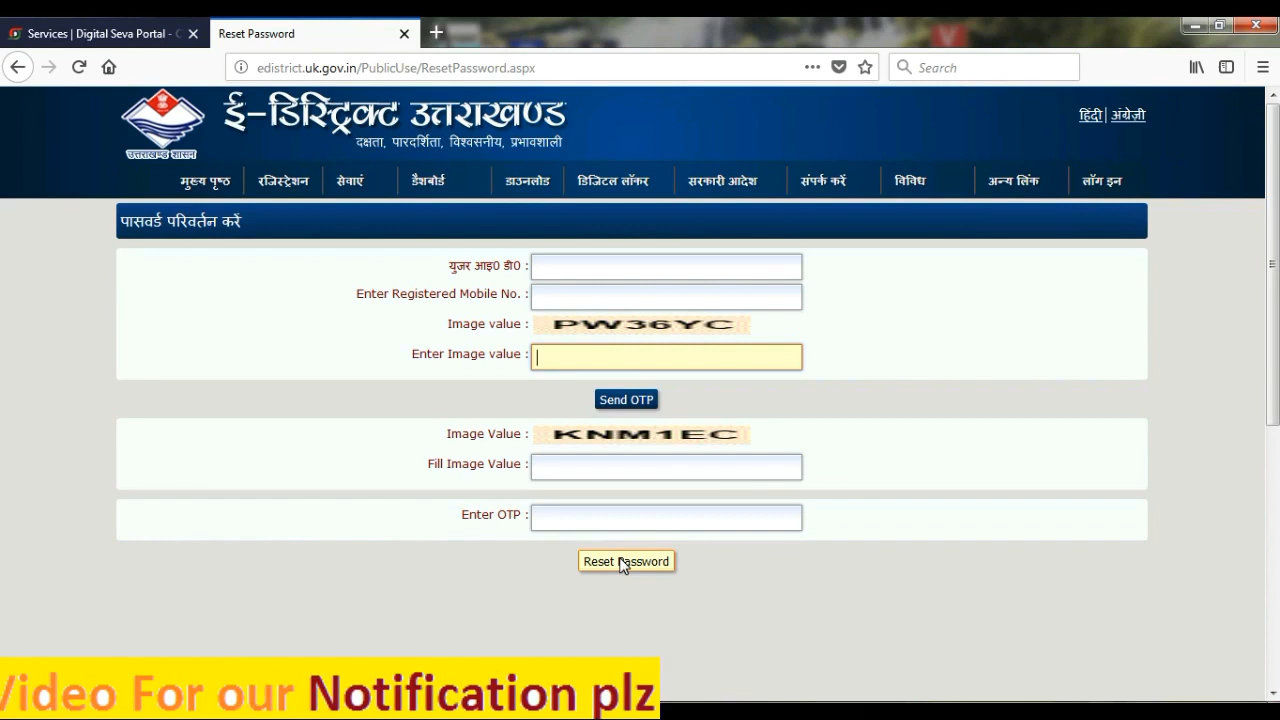 Services | Digital Seva Portal - C
Reset Password
edistrict.uk.gov.in/PublicUse/ResetPassword.aspx
Search
ई-डिस्ट्रिक्ट उत्तराखण्ड
दक्षता, पारदर्शिता, विश्वसनीय, प्रभावशाली
उत्तराखण्ड शासन
हिंदी| अंग्रेज़ी
मुख्य पृष्ठ रजिस्ट्रेशन सेवाएं डैशबोर्ड डाउनलोड डिजिटल लॉकर सरकारी आदेश संपर्क करें विविध अन्य लिंक लॉग इन
पासवर्ड परिवर्तन करें
युजर आइ0 डी0 :
Enter Registered Mobile No. :
Image value : PW36YC
Enter Image value :
Send OTP
Image Value : KNM1EC
Fill Image Value :
Enter OTP :
Reset Password
Video For our Notification plz